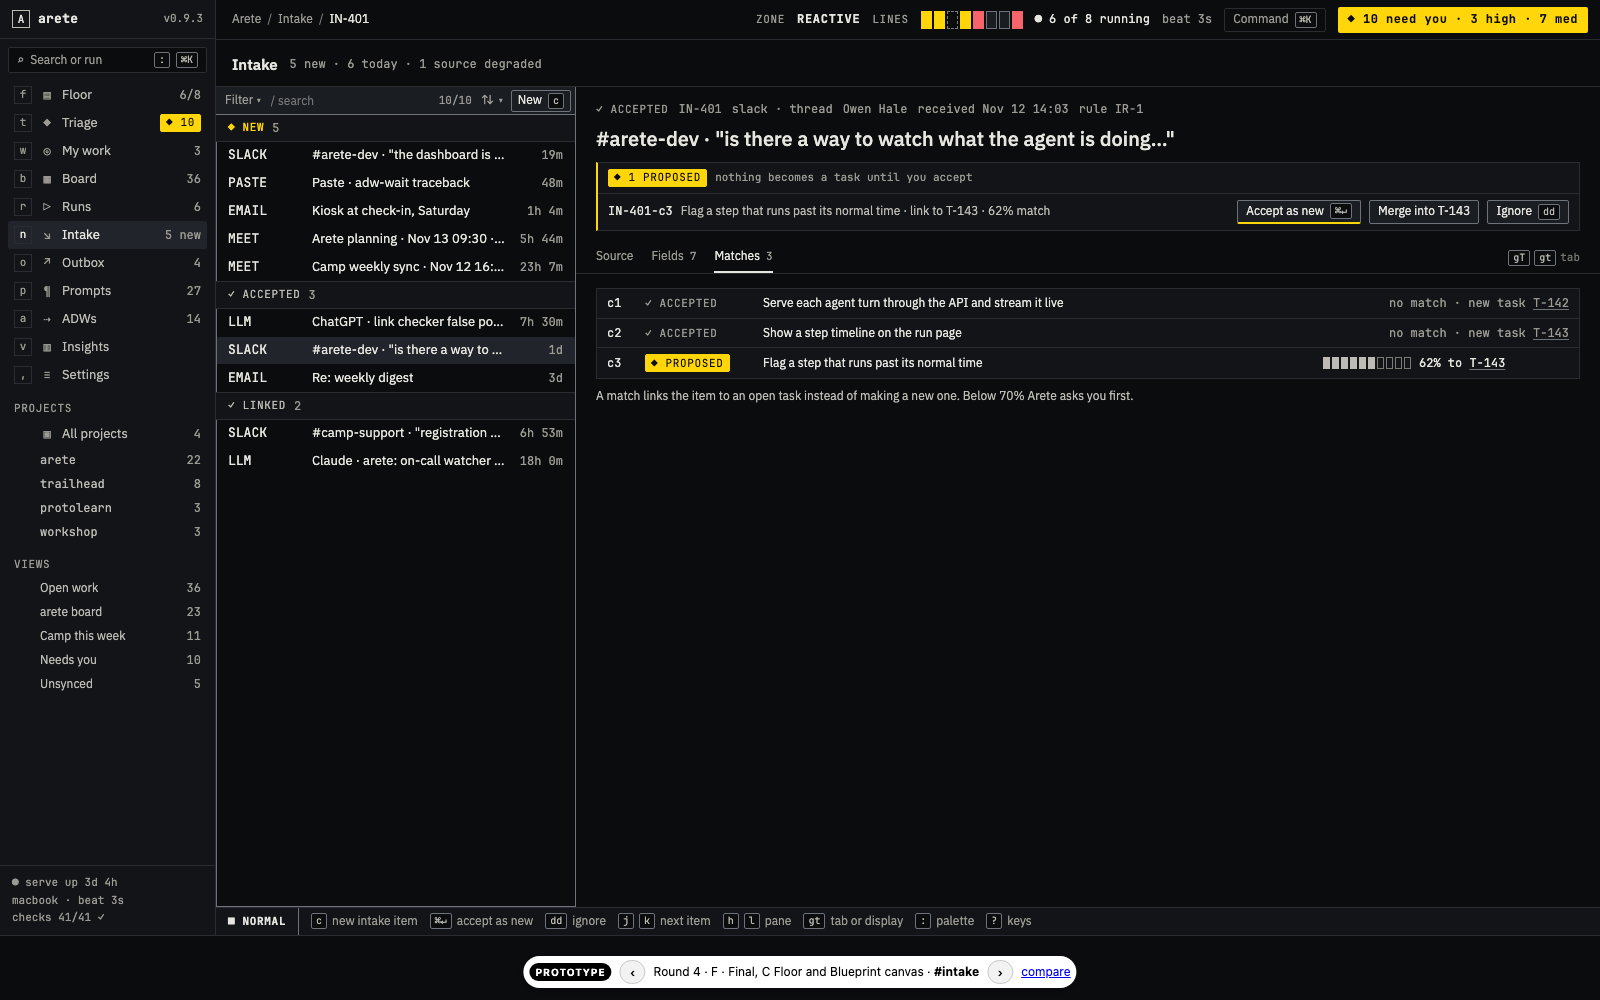 A arete v0.9.3
Search or run : ⌘K
f Floor 6/8
t Triage ◆ 10
w My work 3
b Board 36
r Runs 6
n Intake 5 new
o Outbox 4
p Prompts 27
a ADWs 14
v Insights
, Settings
PROJECTS
All projects 4
arete 22
trailhead 8
protolearn 3
workshop 3
VIEWS
Open work 36
arete board 23
Camp this week 11
Needs you 10
Unsynced 5
● serve up 3d 4h
macbook · beat 3s
checks 41/41 ✓
Arete / Intake / IN-401
ZONE REACTIVE LINES ● 6 of 8 running beat 3s Command ⌘K ◆ 10 need you · 3 high · 7 med
Intake 5 new · 6 today · 1 source degraded
Filter ▾ / search 10/10 ⇅ ▾ New c
◆ NEW 5
SLACK #arete-dev · "the dashboard is ... 19m
PASTE Paste · adw-wait traceback 48m
EMAIL Kiosk at check-in, Saturday 1h 4m
MEET Arete planning · Nov 13 09:30 ·... 5h 44m
MEET Camp weekly sync · Nov 12 16:... 23h 7m
✓ ACCEPTED 3
LLM ChatGPT · link checker false po... 7h 30m
SLACK #arete-dev · "is there a way to ... 1d
EMAIL Re: weekly digest 3d
✓ LINKED 2
SLACK #camp-support · "registration ... 6h 53m
LLM Claude · arete: on-call watcher ... 18h 0m
✓ ACCEPTED IN-401 slack · thread Owen Hale received Nov 12 14:03 rule IR-1
#arete-dev · "is there a way to watch what the agent is doing..."
◆ 1 PROPOSED nothing becomes a task until you accept
IN-401-c3 Flag a step that runs past its normal time · link to T-143 · 62% match Accept as new ⌘↵ Merge into T-143 Ignore dd
Source Fields 7 Matches 3 gT gt tab
c1 ✓ ACCEPTED Serve each agent turn through the API and stream it live no match · new task T-142
c2 ✓ ACCEPTED Show a step timeline on the run page no match · new task T-143
c3 ◆ PROPOSED Flag a step that runs past its normal time 62% to T-143
A match links the item to an open task instead of making a new one. Below 70% Arete asks you first.
■ NORMAL c new intake item ⌘↵ accept as new dd ignore j k next item h l pane gt tab or display : palette ? keys
PROTOTYPE ‹ Round 4 · F · Final, C Floor and Blueprint canvas · #intake › compare